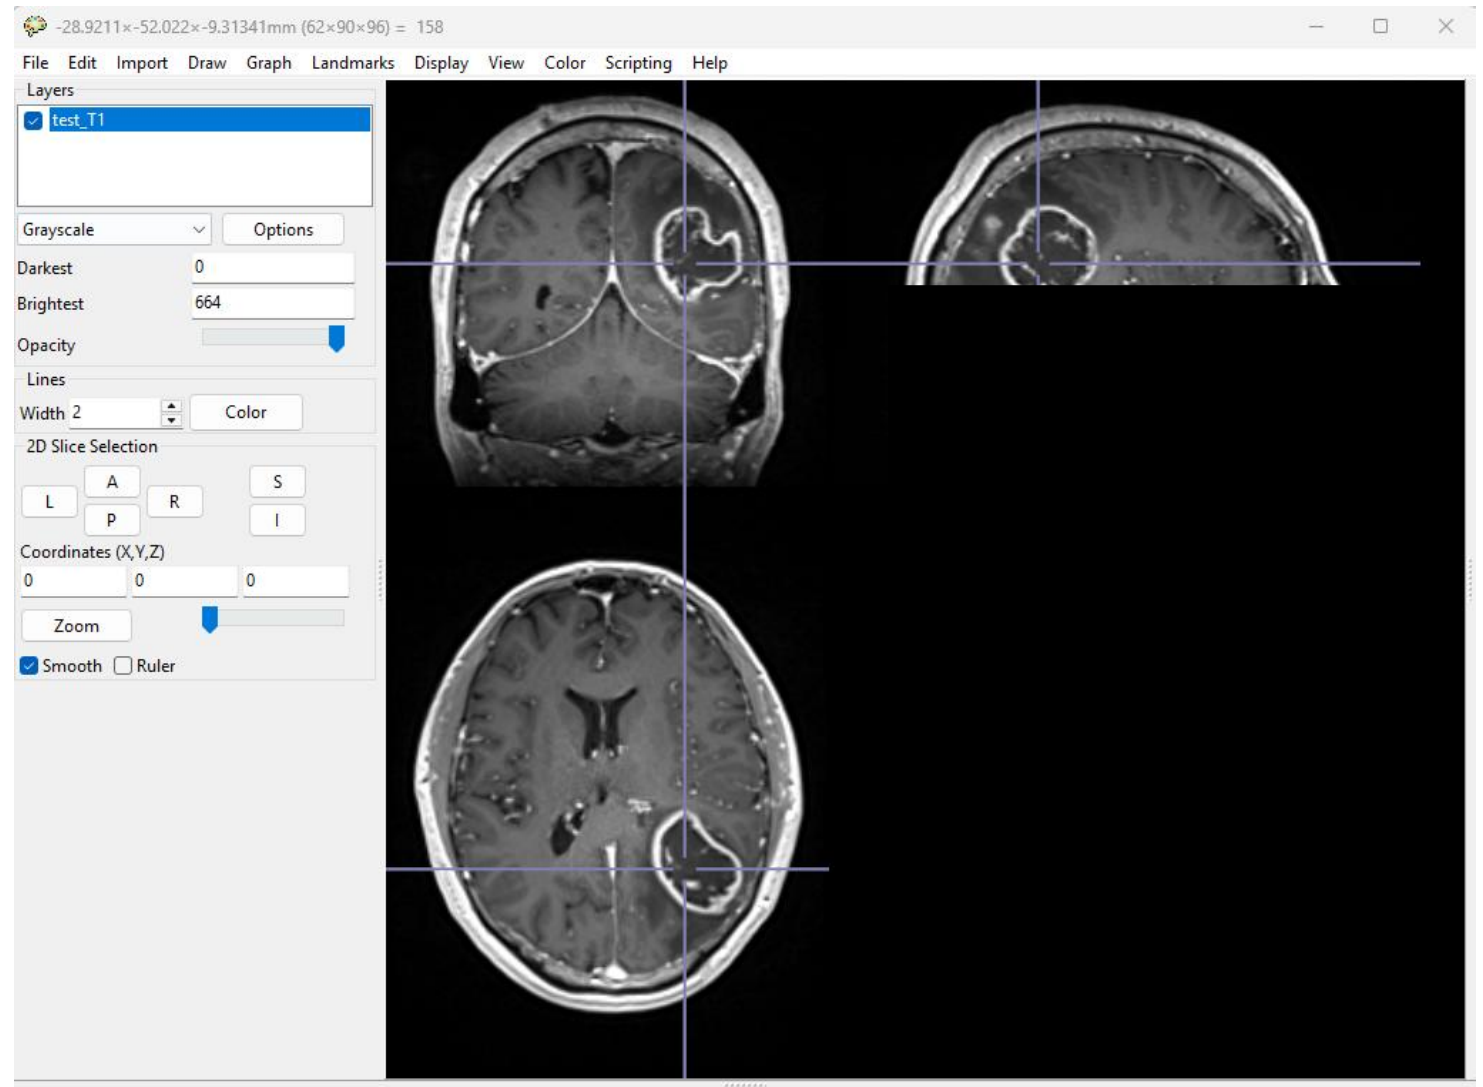 -28.9211×-52.022×-9.31341mm (62×90×96) = 158
File Edit Import Draw Graph Landmarks Display View Color Scripting Help
Layers
test_T1
Grayscale Options
Darkest 0
Brightest 664
Opacity
Lines
Width 2 Color
2D Slice Selection
A S
L R
P I
Coordinates (X,Y,Z)
0 0 0
Zoom
Smooth Ruler